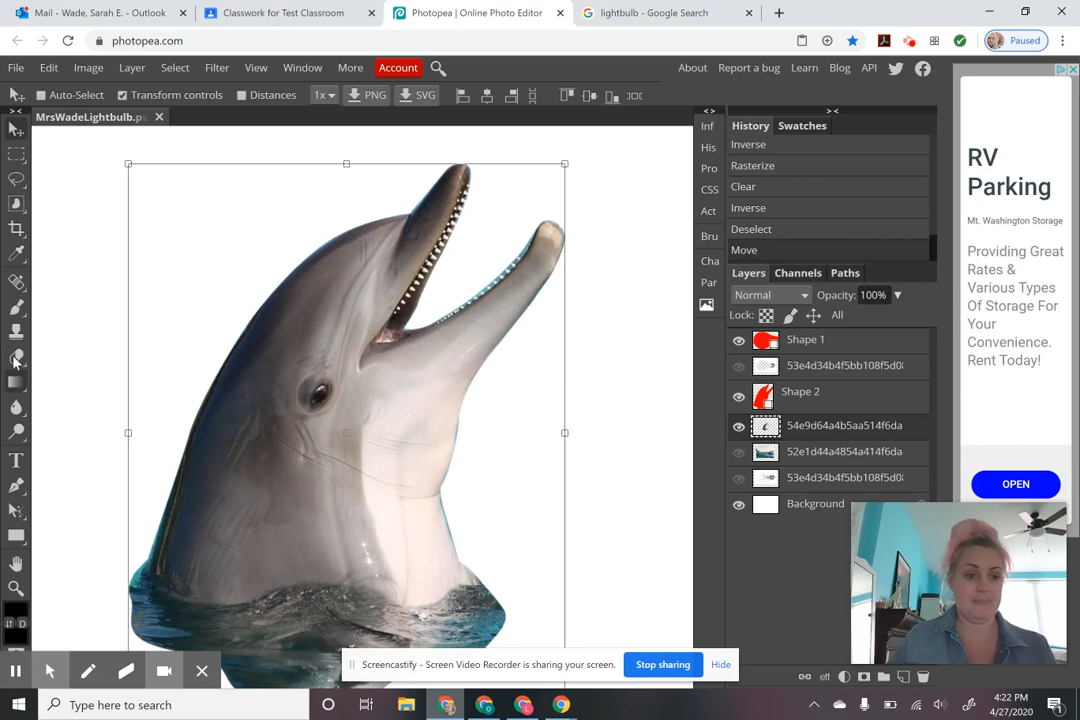 Mail - Wade, Sarah E. - Outlook
Classwork for Test Classroom
Photopea | Online Photo Editor
lightbulb - Google Search
photopea.com
Paused
File Edit Image Layer Select Filter View Window More Account
About Report a bug Learn Blog API
Auto-Select Transform controls Distances 1x PNG SVG
MrsWadeLightbulb.ps
Inf
His
Pro
CSS
Act
Bru
Cha
Par
History Swatches
Inverse
Rasterize
Clear
Inverse
Deselect
Move
Layers Channels Paths
Normal Opacity: 100%
Lock: All
Shape 1
53e4d34b4f5bb108f5d08
Shape 2
54e9d64a4b5aa514f6da
52e1d44a4854a414f6da
53e4d34b4f5bb108f5d08
Background
RV
Parking
Mt. Washington Storage
Providing Great
Rates &
Various Types
Of Storage For
Your
Convenience.
Rent Today!
OPEN
D
Screencastify - Screen Video Recorder is sharing your screen.
Stop sharing
Hide
Type here to search
4:22 PM
4/27/2020
1